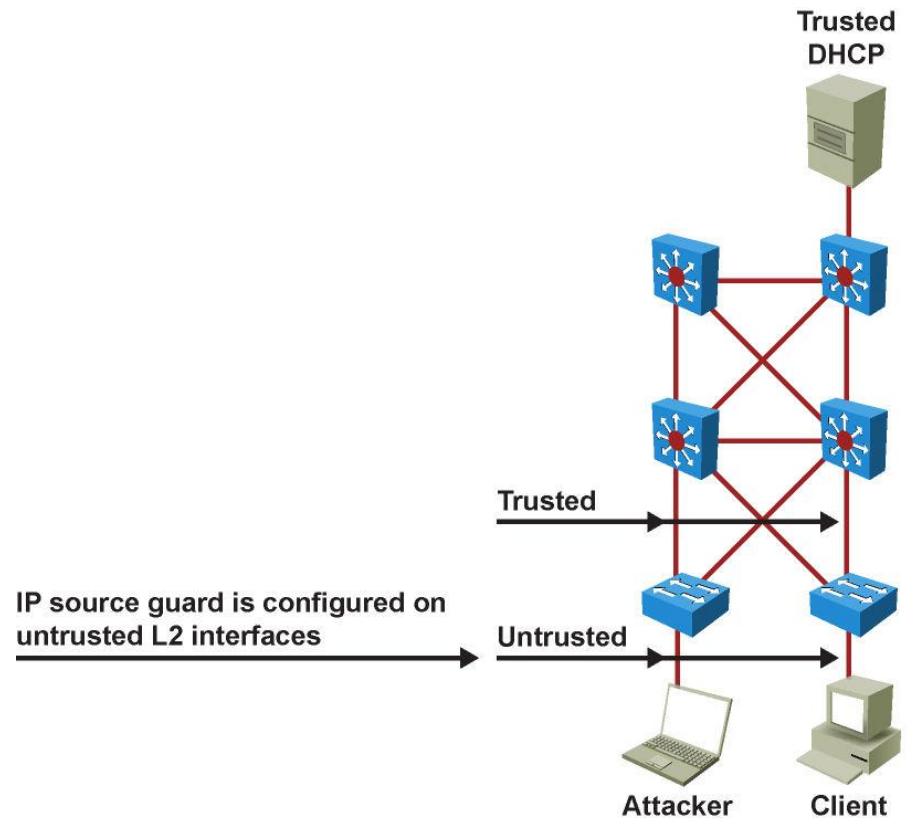 Trusted
DHCP
Trusted
IP source guard is configured on
untrusted L2 interfaces
Untrusted
Attacker
Client